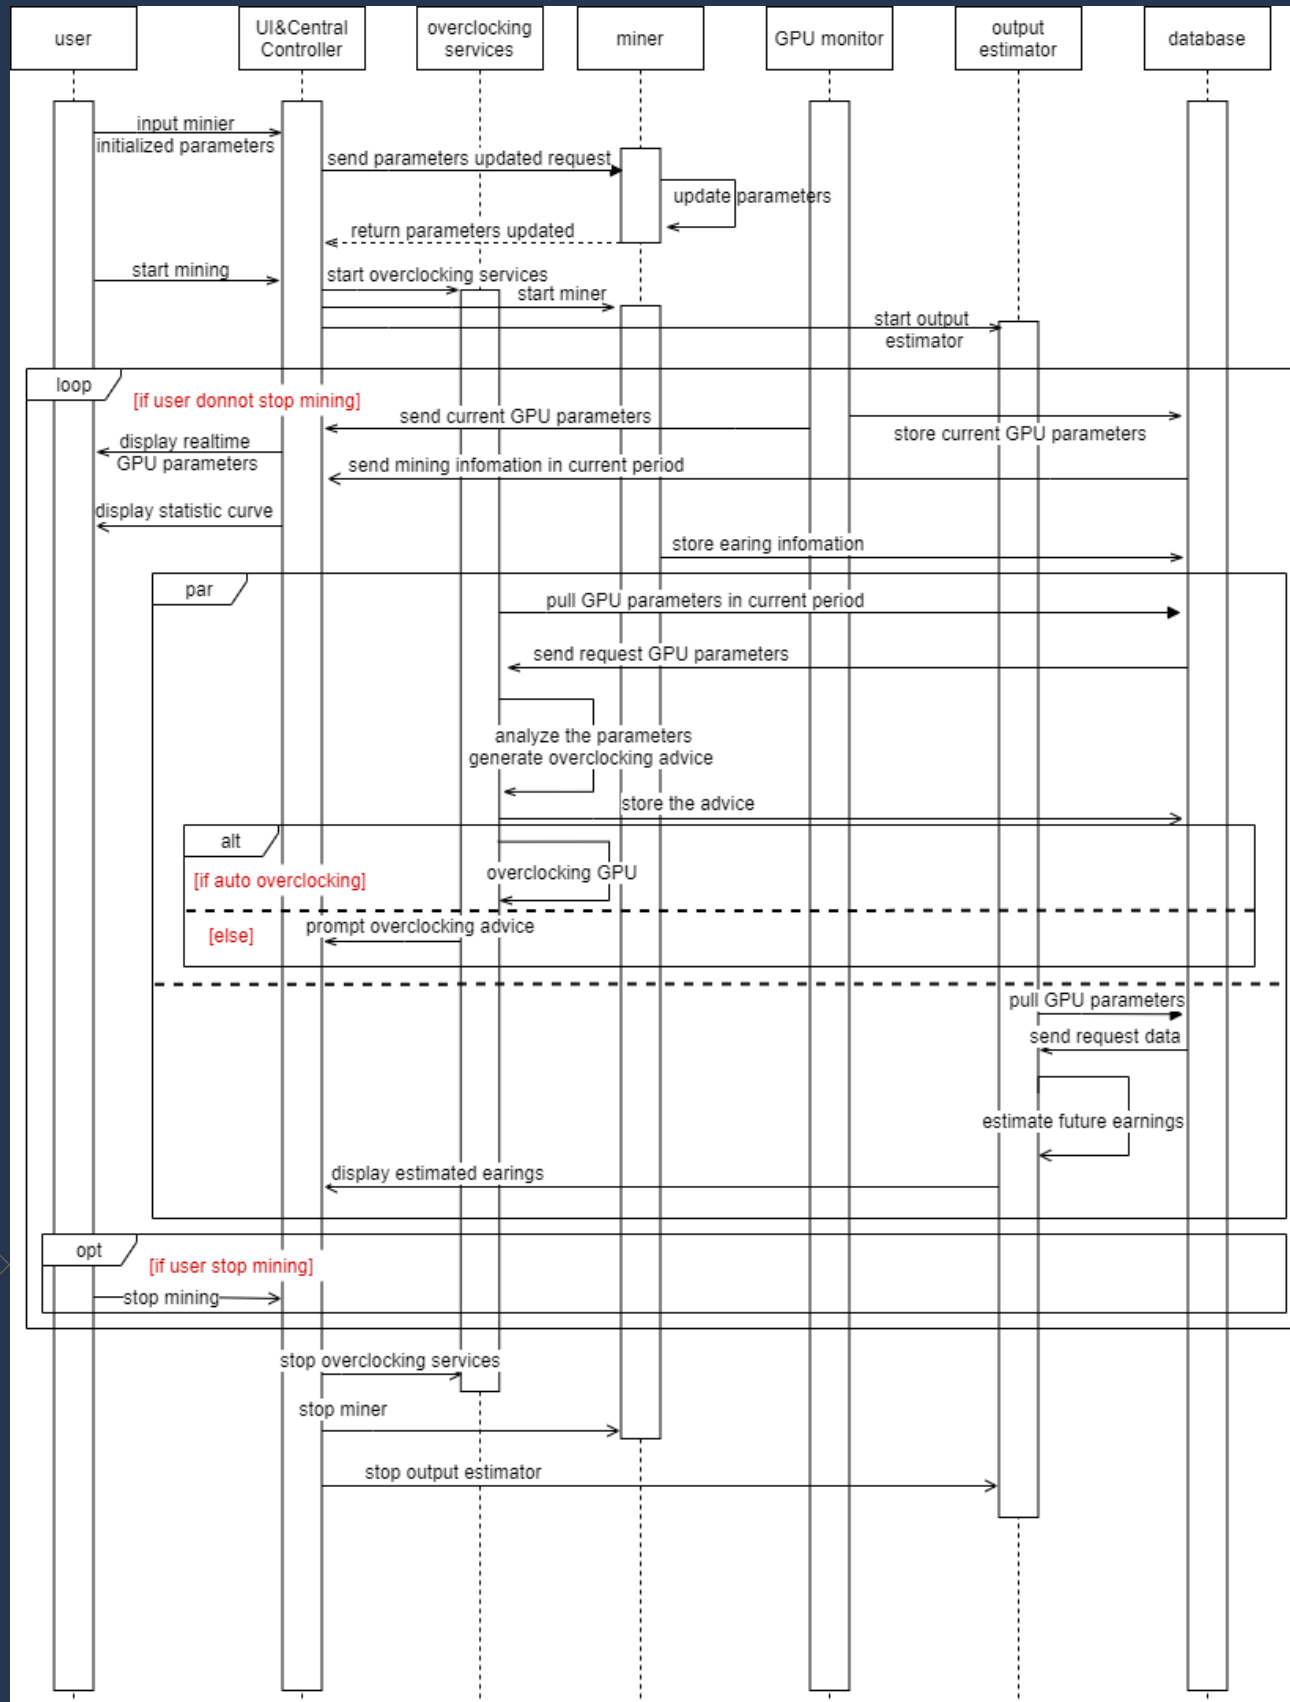 user
UI&Central
Controller
overclocking
services
miner
GPU monitor
output
estimator
database
input minier
initialized parameters
send parameters updated request
update parameters
return parameters updated
start mining
start overclocking services
start miner
start output
estimator
loop
[if user donnot stop mining]
send current GPU parameters
store current GPU parameters
display realtime
GPU parameters
send mining infomation in current period
display statistic curve
store earing infomation
par
pull GPU parameters in current period
send request GPU parameters
analyze the parameters
generate overclocking advice
store the advice
alt
[if auto overclocking]
overclocking GPU
[else]
prompt overclocking advice
pull GPU parameters
send request data
estimate future earnings
display estimated earings
opt
[if user stop mining]
stop mining
stop overclocking services
stop miner
stop output estimator